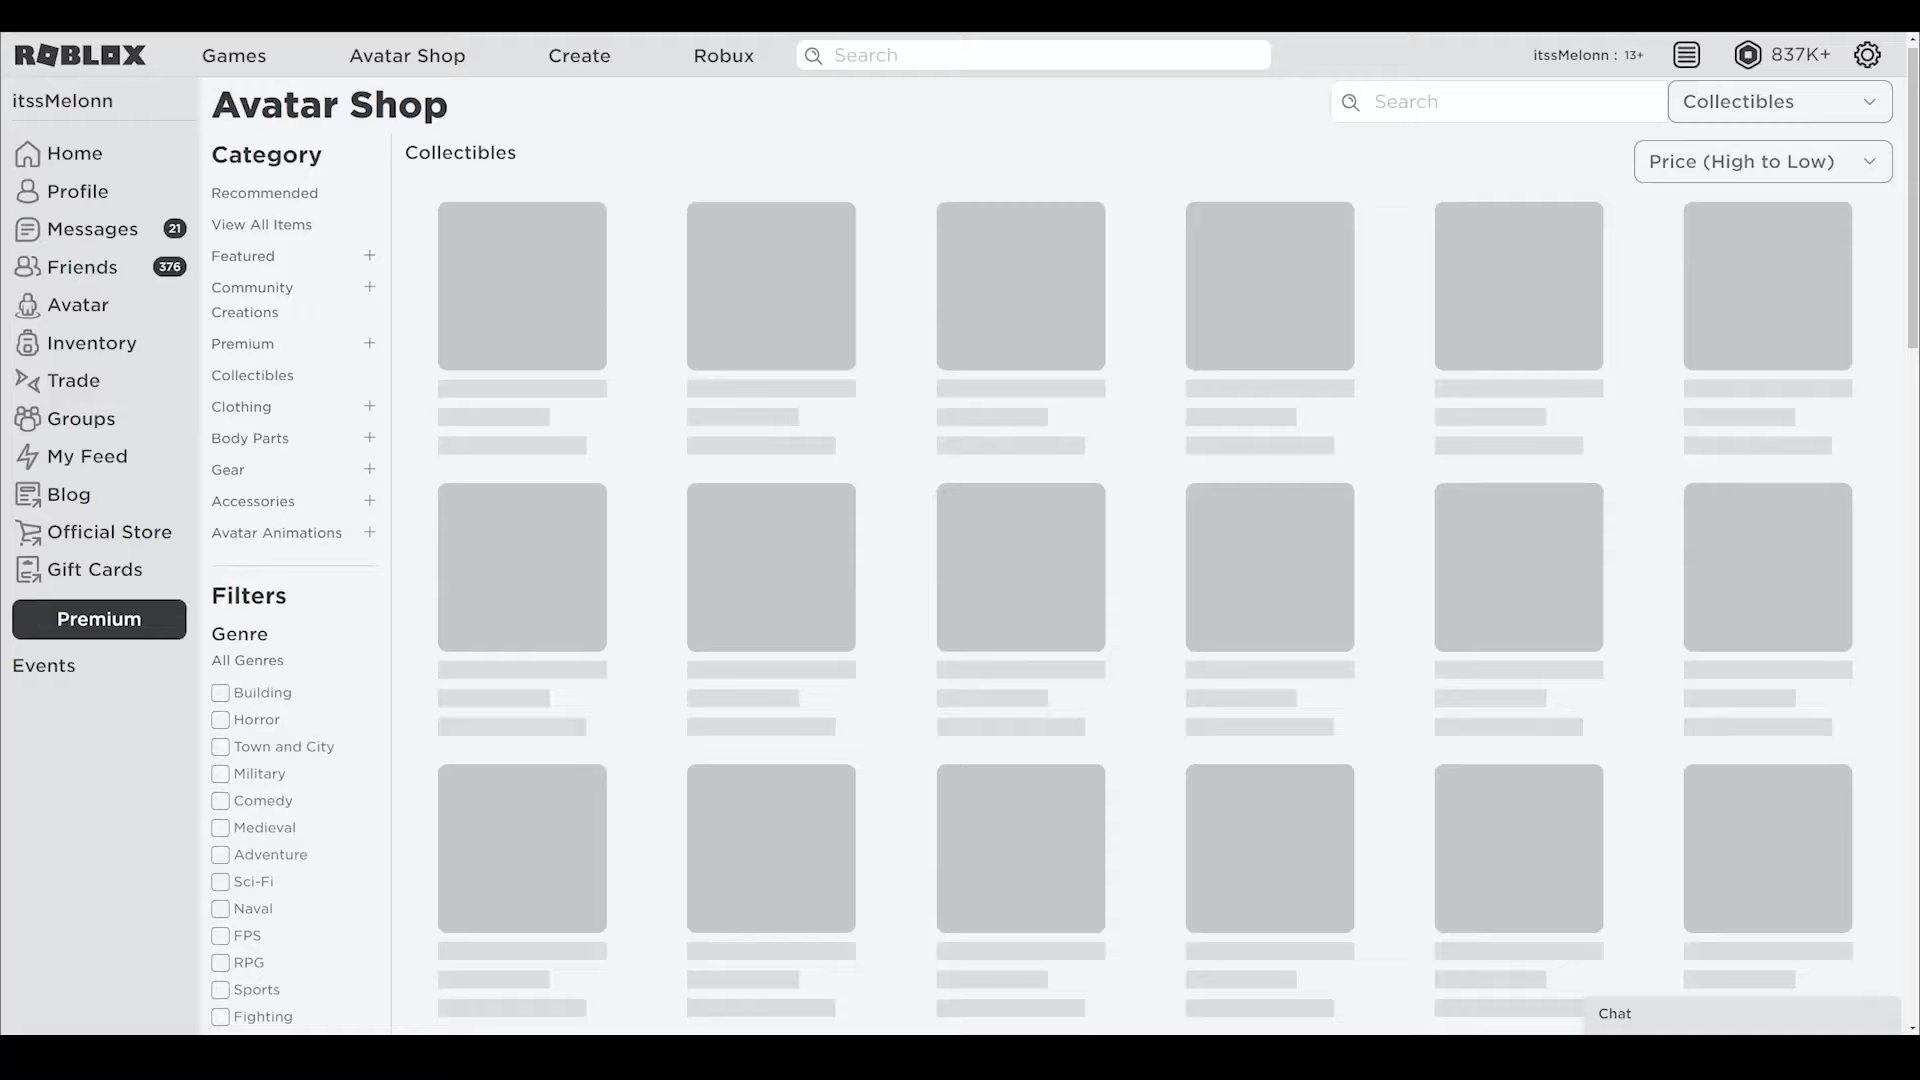 ROBLOX
Games
Avatar Shop
Create
Robux
Search
itssMelonn : 13+
837K+
itssMelonn
Home
Profile
Messages 21
Friends 376
Avatar
Inventory
Trade
Groups
My Feed
Blog
Official Store
Gift Cards
Premium
Events
Avatar Shop
Search
Collectibles
Category
Recommended
View All Items
Featured +
Community +
Creations
Premium +
Collectibles
Clothing +
Body Parts +
Gear +
Accessories +
Avatar Animations +
Filters
Genre
All Genres
Building
Horror
Town and City
Military
Comedy
Medieval
Adventure
Sci-Fi
Naval
FPS
RPG
Sports
Fighting
Collectibles
Price (High to Low)
Chat